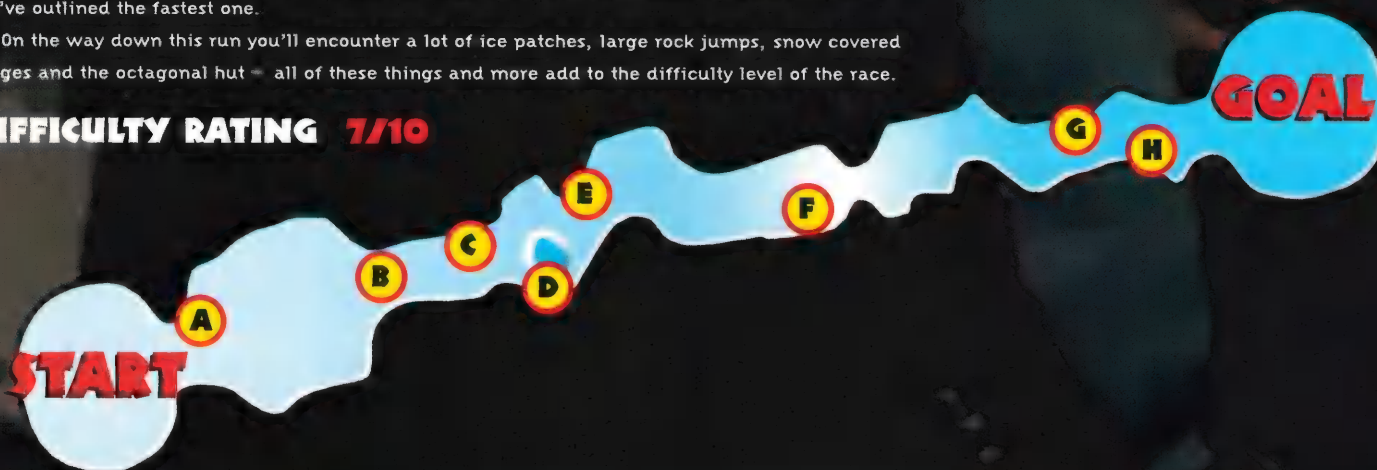 've outlined the fastest one.
On the way down this run you'll encounter a lot of ice patches, large rock jumps, snow covered
ges and the octagonal hut – all of these things and more add to the difficulty level of the race.
IFFICULTY RATING 7/10
GOAL
G
H
E
F
C
B
D
A
START